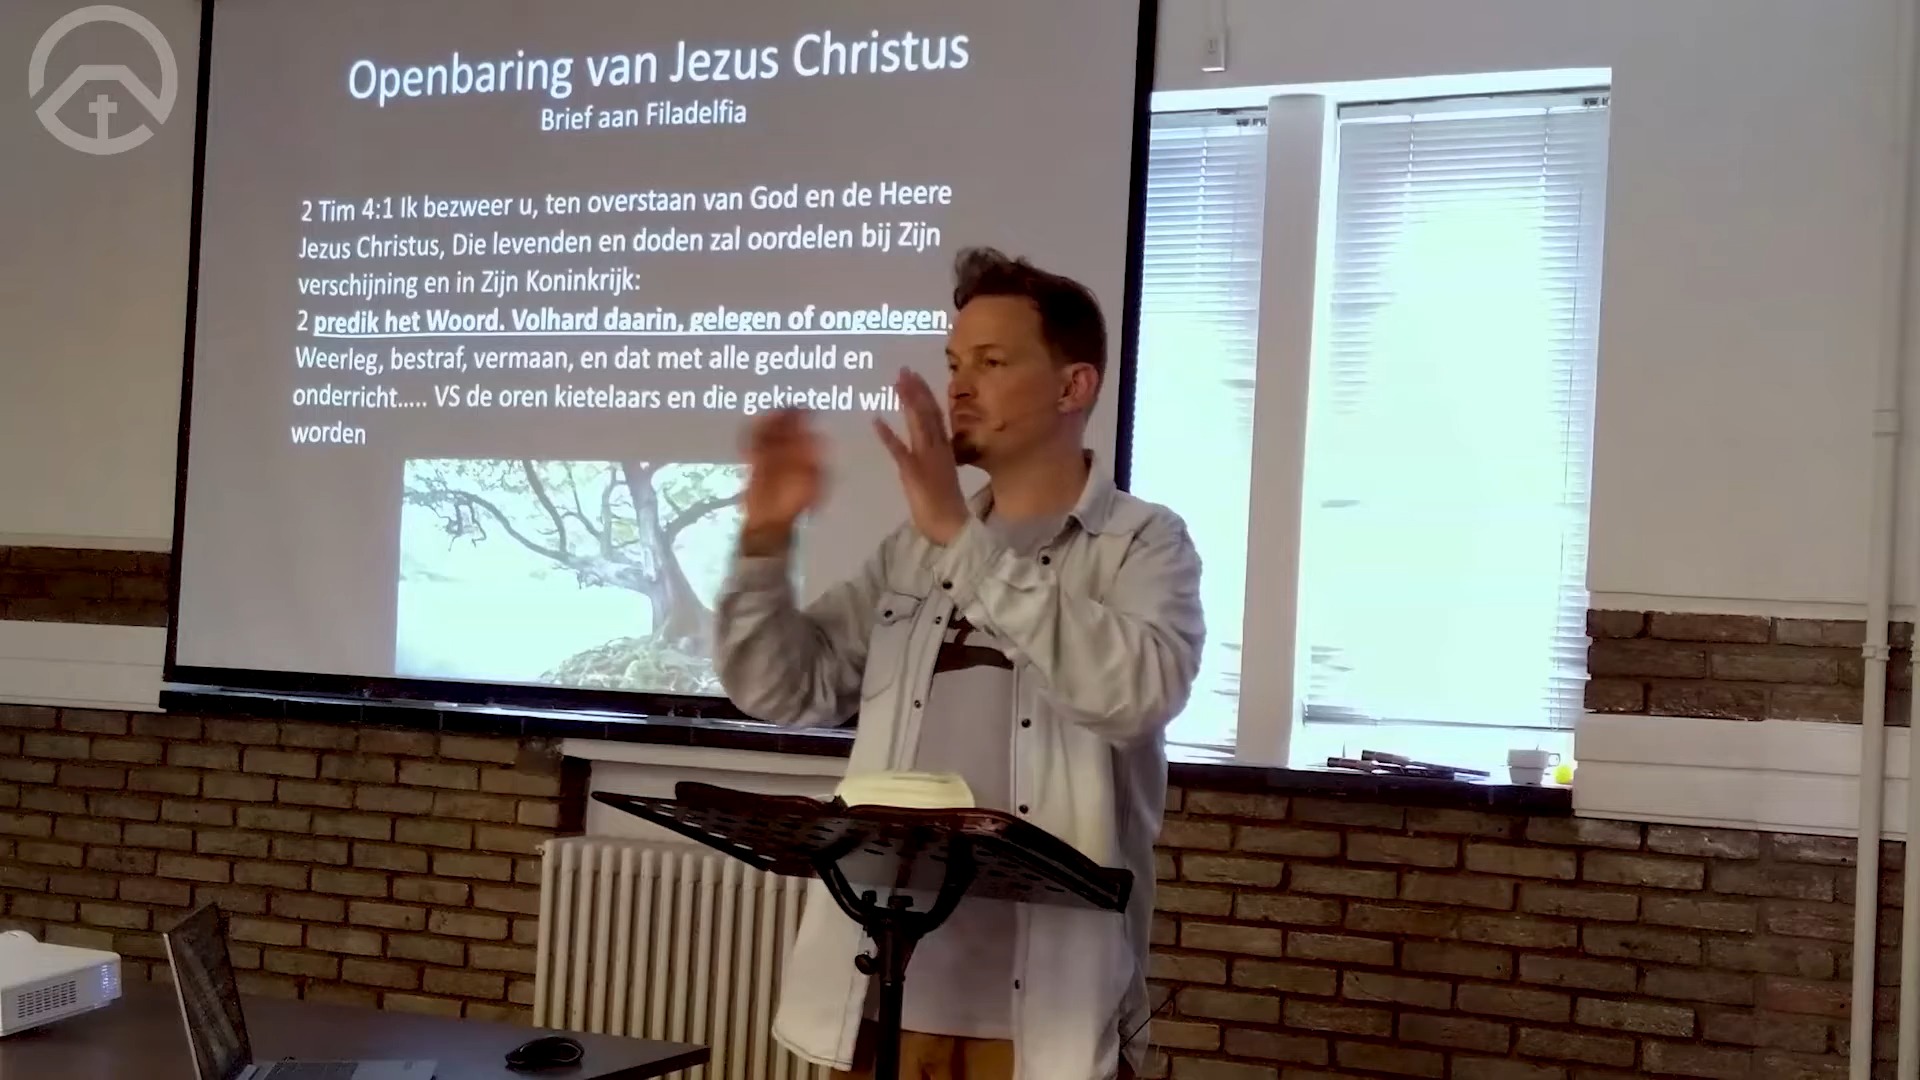 Openbaring van Jezus Christus
Brief aan Filadelfia
2 Tim 4:1 Ik bezweer u, ten overstaan van God en de Heere
Jezus Christus, Die levenden en doden zal oordelen bij Zijn
verschijning en in Zijn Koninkrijk:
2 predik het Woord. Volhard daarin, gelegen of ongelegen.
Weerleg, bestraf, vermaan, en dat met alle geduld en
onderricht..... VS de oren kietelaars en die gekieteld
worden